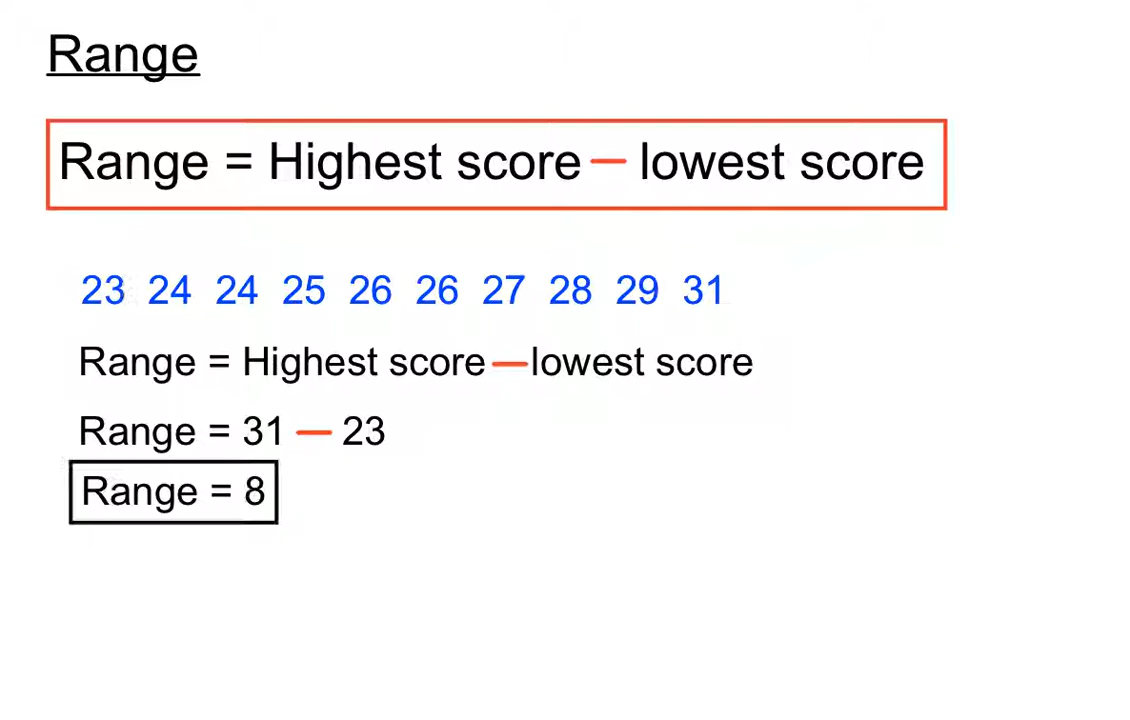 Range
Range = Highest score – lowest score
23 24 24 25 26 26 27 28 29 31
Range = Highest score – lowest score
Range = 31 – 23
Range = 8